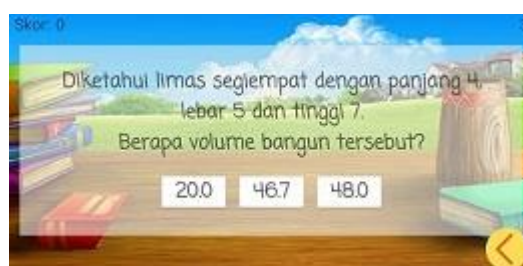 Skor: 0
Diketahui limas segiempat dengan panjang 4,
lebar 5 dan tinggi 7.
Berapa volume bangun tersebut?
20.0 46.7 48.0